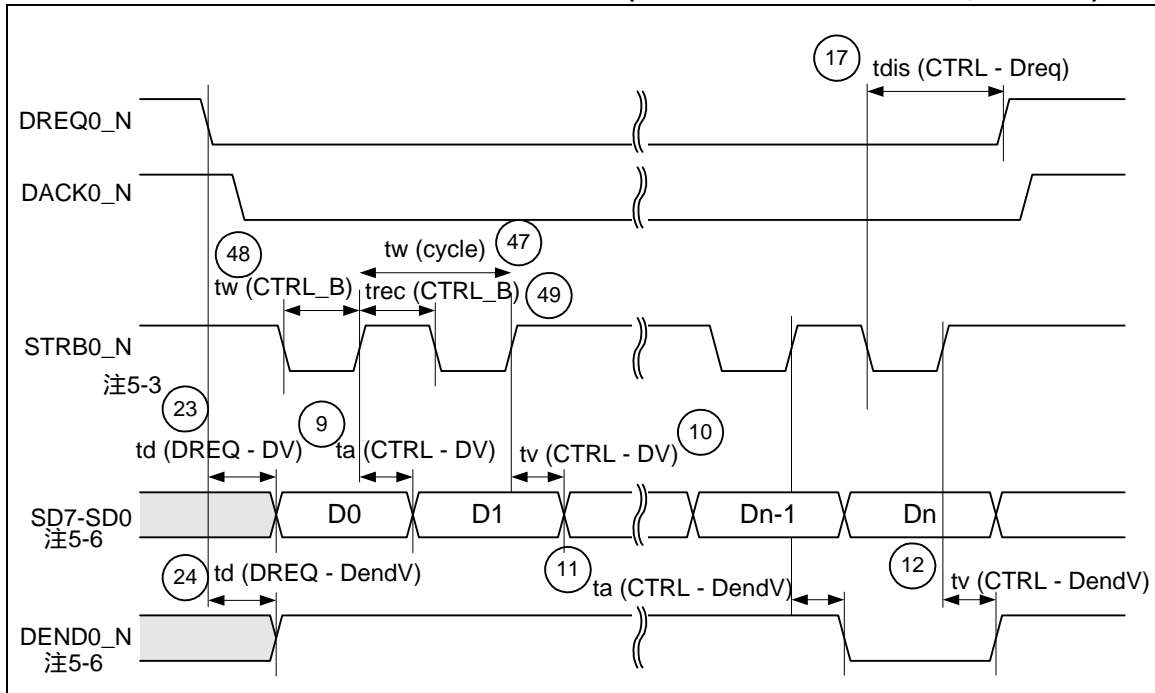 17
tdis (CTRL - Dreq)
DREQ0_N
DACK0_N
48
tw (cycle)
47
tw (CTRL_B)
trec (CTRL_B)
49
STRB0_N
注5-3
23
9
10
td (DREQ - DV)
ta (CTRL - DV)
tv (CTRL - DV)
D0
D1
Dn-1
Dn
SD7-SD0
注5-6
24
td (DREQ - DendV)
11
ta (CTRL - DendV)
12
tv (CTRL - DendV)
DEND0_N
注5-6